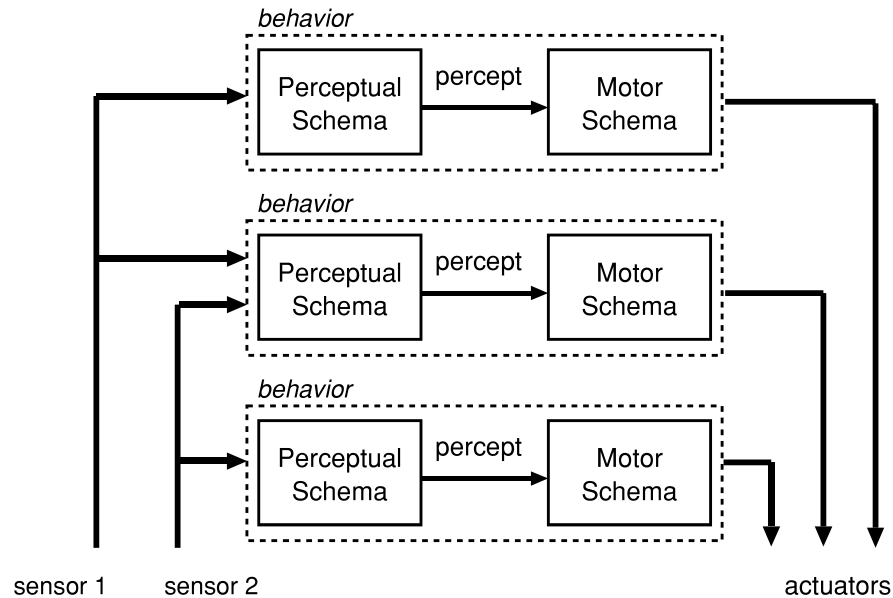 behavior
Perceptual
Schema
percept
Motor
Schema
behavior
Perceptual
Schema
percept
Motor
Schema
behavior
Perceptual
Schema
percept
Motor
Schema
sensor 1
sensor 2
actuators